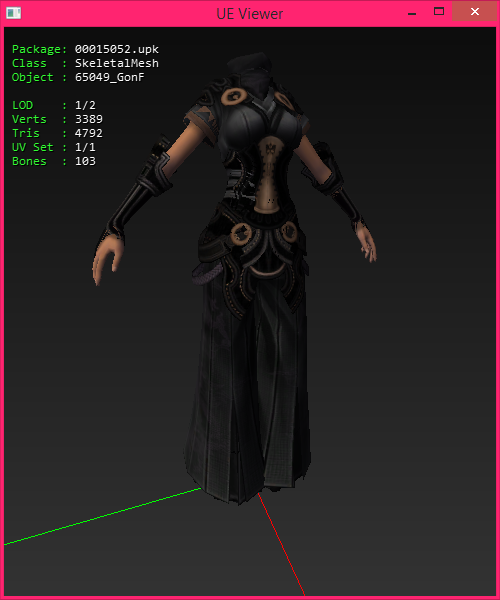 UE Viewer
Package: 00015052.upk
Class : SkeletalMesh
Object : 65049_GonF
LOD : 1/2
Verts : 3389
Tris : 4792
UV Set : 1/1
Bones : 103